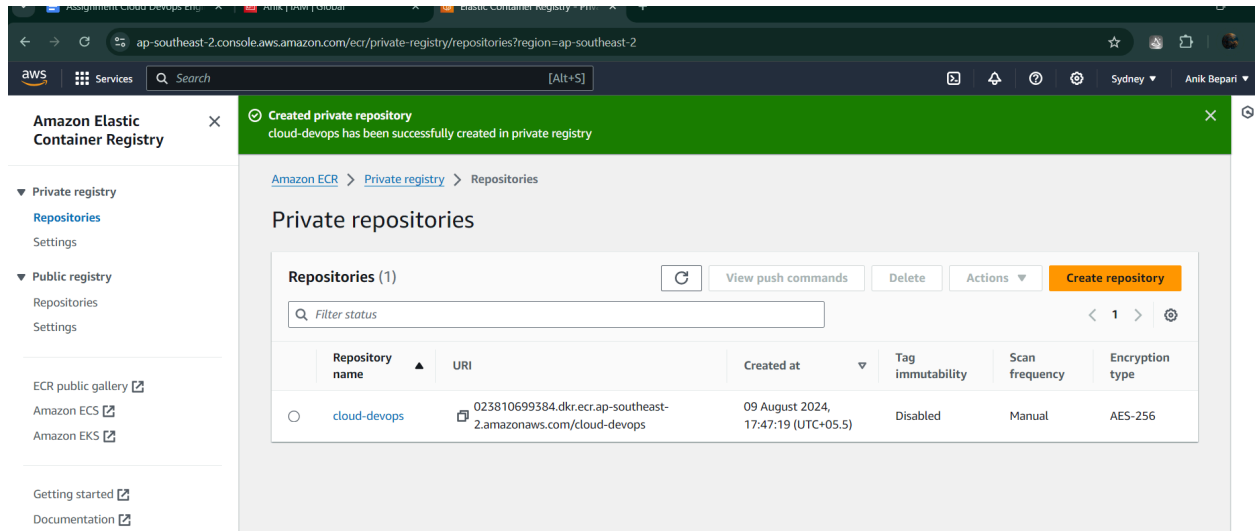 Assignment Cloud Devops Eng
Anik | IAM | Global
Elastic Container Registry - Priv
ap-southeast-2.console.aws.amazon.com/ecr/private-registry/repositories?region=ap-southeast-2
aws
Services
Search
[Alt+S]
Sydney
Anik Bepari
Amazon Elastic
Container Registry
Private registry
Repositories
Settings
Public registry
Repositories
Settings
ECR public gallery
Amazon ECS
Amazon EKS
Getting started
Documentation
Created private repository
cloud-devops has been successfully created in private registry
Amazon ECR > Private registry > Repositories
Private repositories
Repositories (1)
View push commands
Delete
Actions
Create repository
Filter status
1
Repository
name
URI
Created at
Tag
immutability
Scan
frequency
Encryption
type
cloud-devops
023810699384.dkr.ecr.ap-southeast-
2.amazonaws.com/cloud-devops
09 August 2024,
17:47:19 (UTC+05.5)
Disabled
Manual
AES-256